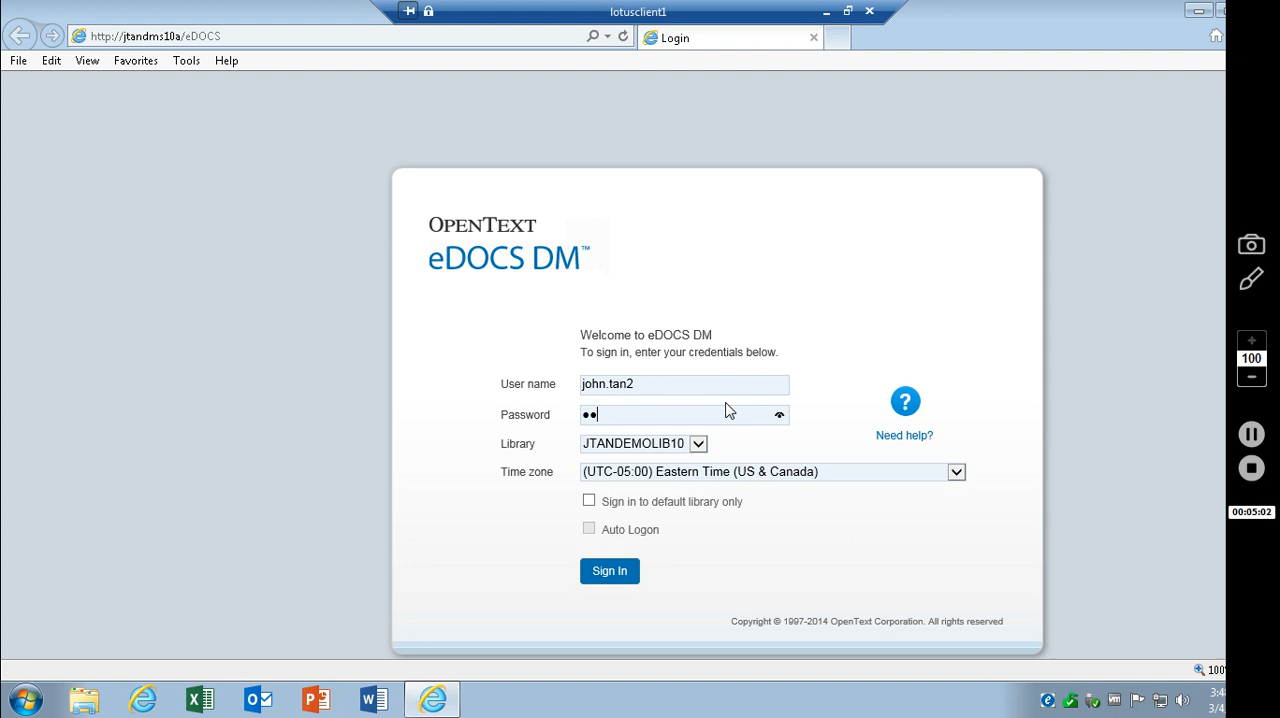 lotusclient1
http://jtandms10a/eDOCS
Login
File Edit View Favorites Tools Help
OPENTEXT
eDOCS DM™
Welcome to eDOCS DM
To sign in, enter your credentials below.
User name john.tan2
Password ●●
Library JTANDEMOLIB10
Time zone (UTC-05:00) Eastern Time (US & Canada)
Sign in to default library only
Auto Logon
Sign In
? 
Need help?
Copyright © 1997-2014 OpenText Corporation. All rights reserved
100
00:05:02